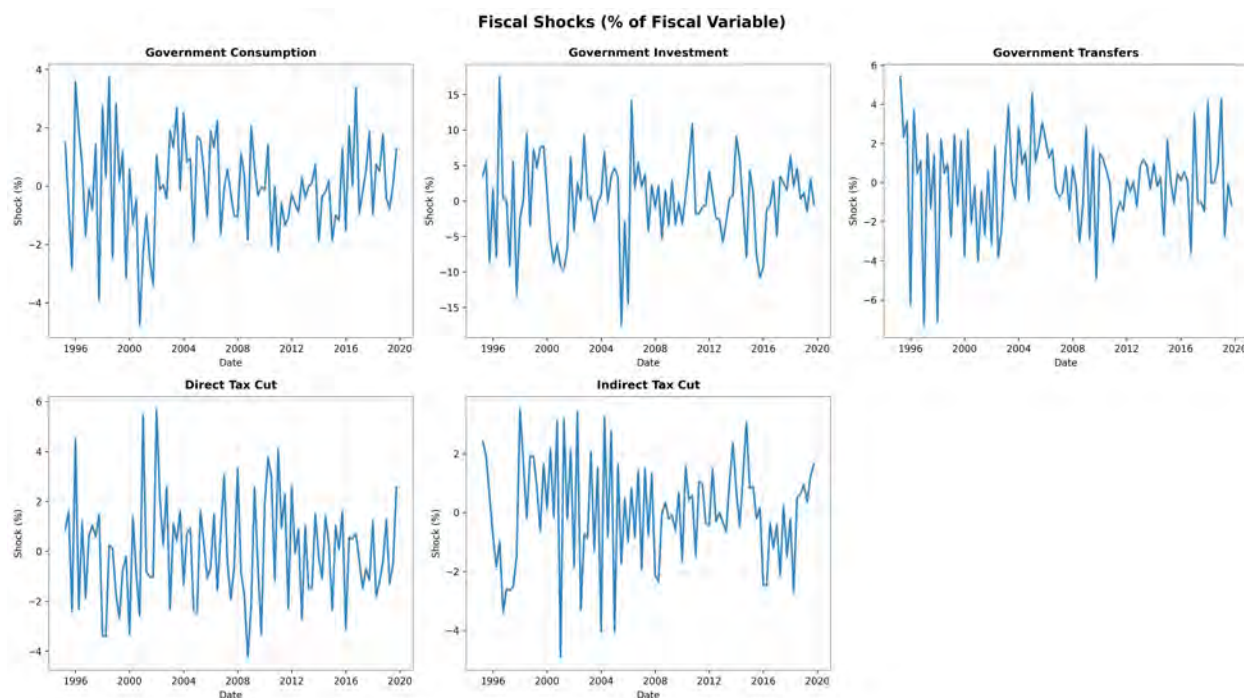 Fiscal Shocks (% of Fiscal Variable)
Government Consumption
4
2
0
−2
−4
Shock (%)
1996 2000 2004 2008 2012 2016 2020
Date
Government Investment
15
10
5
0
−5
−10
−15
Shock (%)
1996 2000 2004 2008 2012 2016 2020
Date
Government Transfers
6
4
2
0
−2
−4
−6
Shock (%)
1996 2000 2004 2008 2012 2016 2020
Date
Direct Tax Cut
6
4
2
0
−2
−4
Shock (%)
1996 2000 2004 2008 2012 2016 2020
Date
Indirect Tax Cut
2
0
−2
−4
Shock (%)
1996 2000 2004 2008 2012 2016 2020
Date